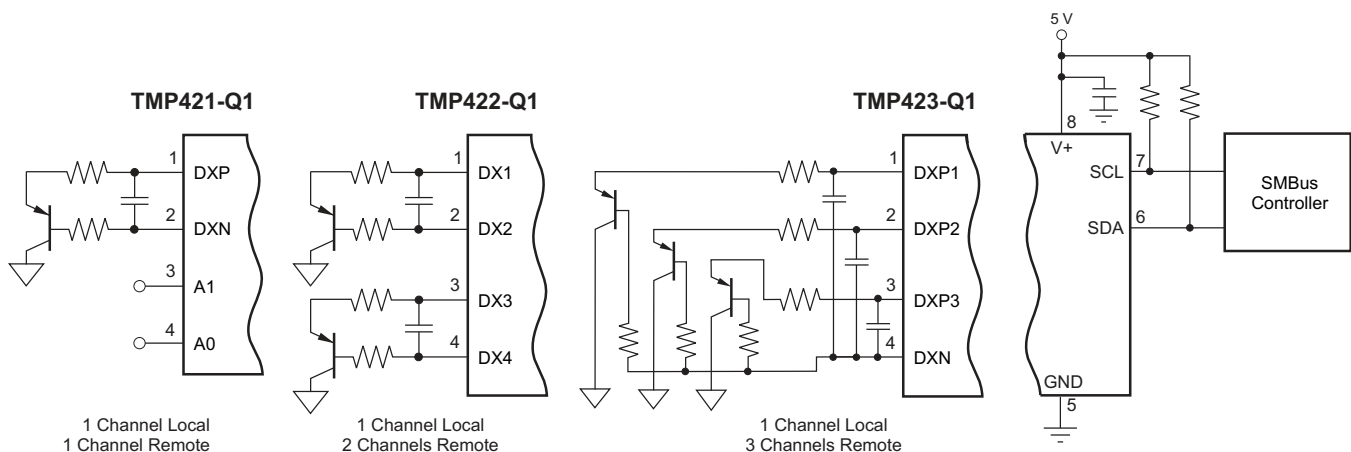 TMP421-Q1
1
DXP
2
DXN
3
A1
4
A0
1 Channel Local
1 Channel Remote
TMP422-Q1
1
DX1
2
DX2
3
DX3
4
DX4
1 Channel Local
2 Channels Remote
TMP423-Q1
1
DXP1
2
DXP2
3
DXP3
4
DXN
1 Channel Local
3 Channels Remote
5 V
8
V+
7
SCL
6
SDA
GND
5
SMBus
Controller